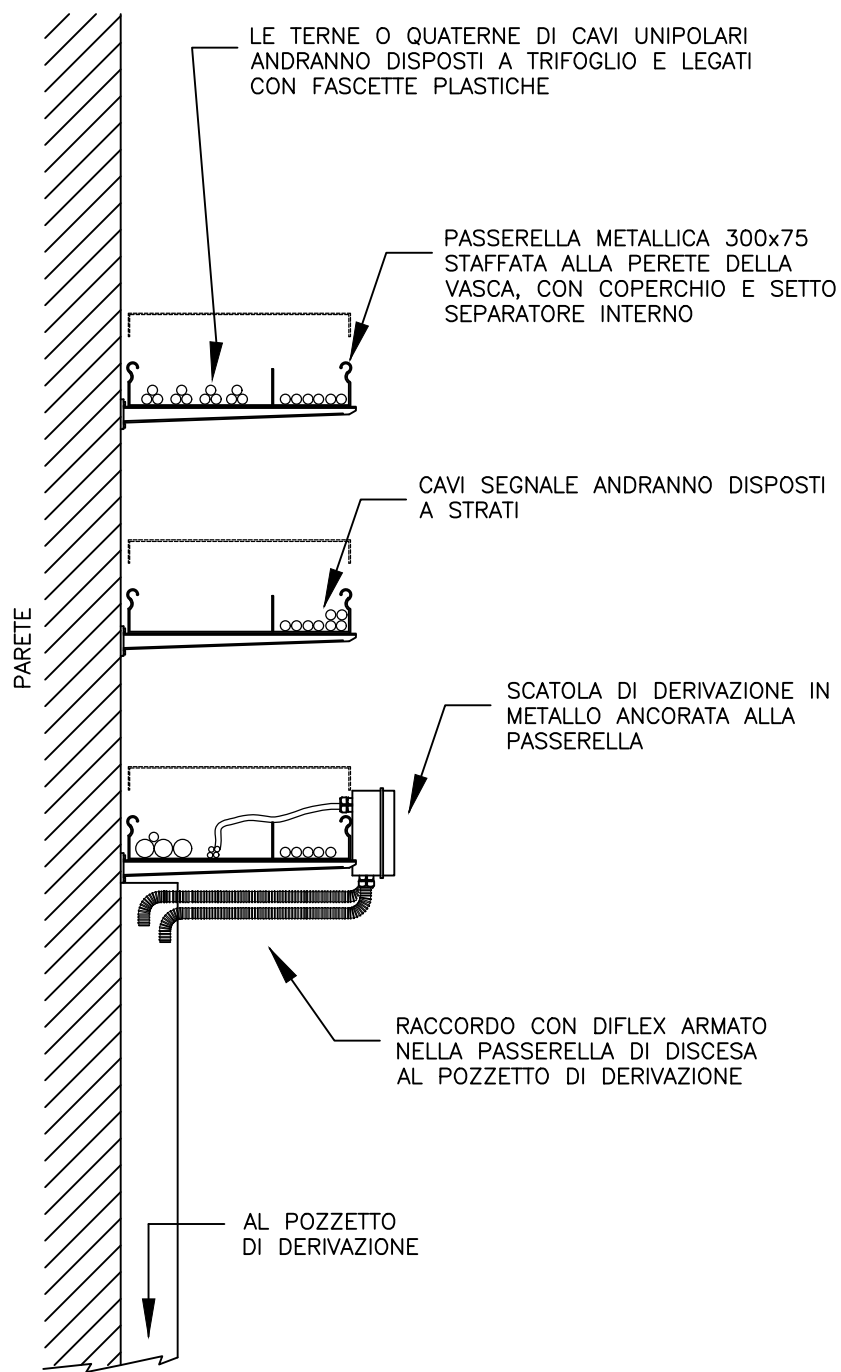 LE TERNE O QUATERNE DI CAVI UNIPOLARI
ANDRANNO DISPOSTI A TRIFOGLIO E LEGATI
CON FASCETTE PLASTICHE
PASSERELLA METALLICA 300x75
STAFFATA ALLA PERETE DELLA
VASCA, CON COPERCHIO E SETTO
SEPARATORE INTERNO
CAVI SEGNALE ANDRANNO DISPOSTI
A STRATI
PARETE
SCATOLA DI DERIVAZIONE IN
METALLO ANCORATA ALLA
PASSERELLA
RACCORDO CON DIFLEX ARMATO
NELLA PASSERELLA DI DISCESA
AL POZZETTO DI DERIVAZIONE
AL POZZETTO
DI DERIVAZIONE